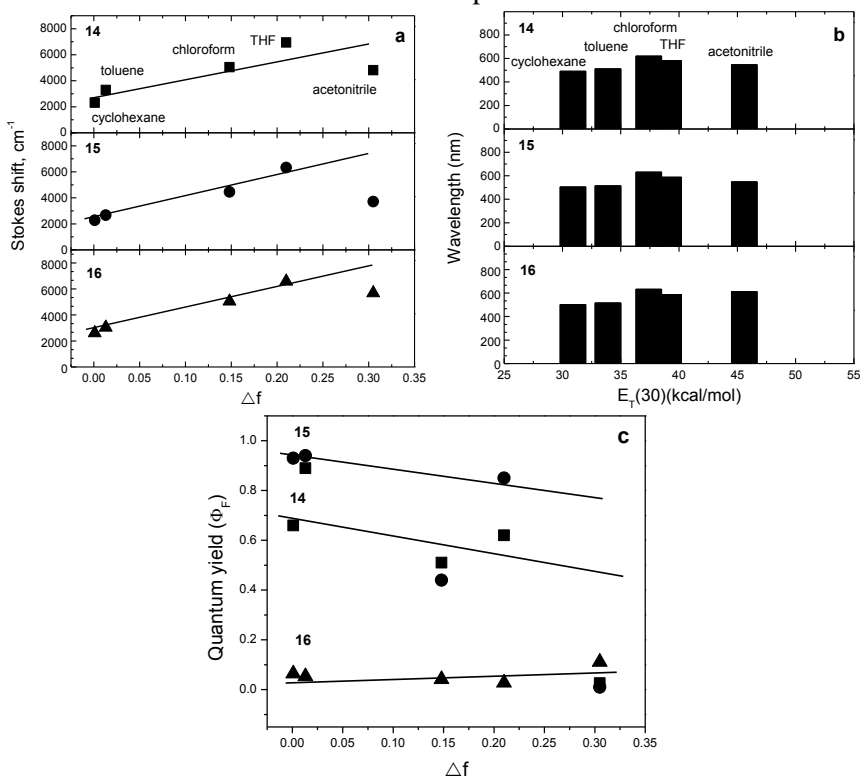 14
a
chloroform
THF
toluene
acetonitrile
cyclohexane
8000
6000
4000
2000
0
15
8000
6000
4000
2000
0
16
8000
6000
4000
2000
0
Stokes shift, cm-1
0.00 0.05 0.10 0.15 0.20 0.25 0.30 0.35
△f
14
b
chloroform
toluene
THF
cyclohexane
acetonitrile
800
600
400
200
0
15
800
600
400
200
0
16
800
600
400
200
0
Wavelength (nm)
25 30 35 40 45 50 55
ET(30)(kcal/mol)
15
c
14
16
1.0
0.8
0.6
0.4
0.2
0.0
Quantum yield (ΦF)
0.00 0.05 0.10 0.15 0.20 0.25 0.30 0.35
△f